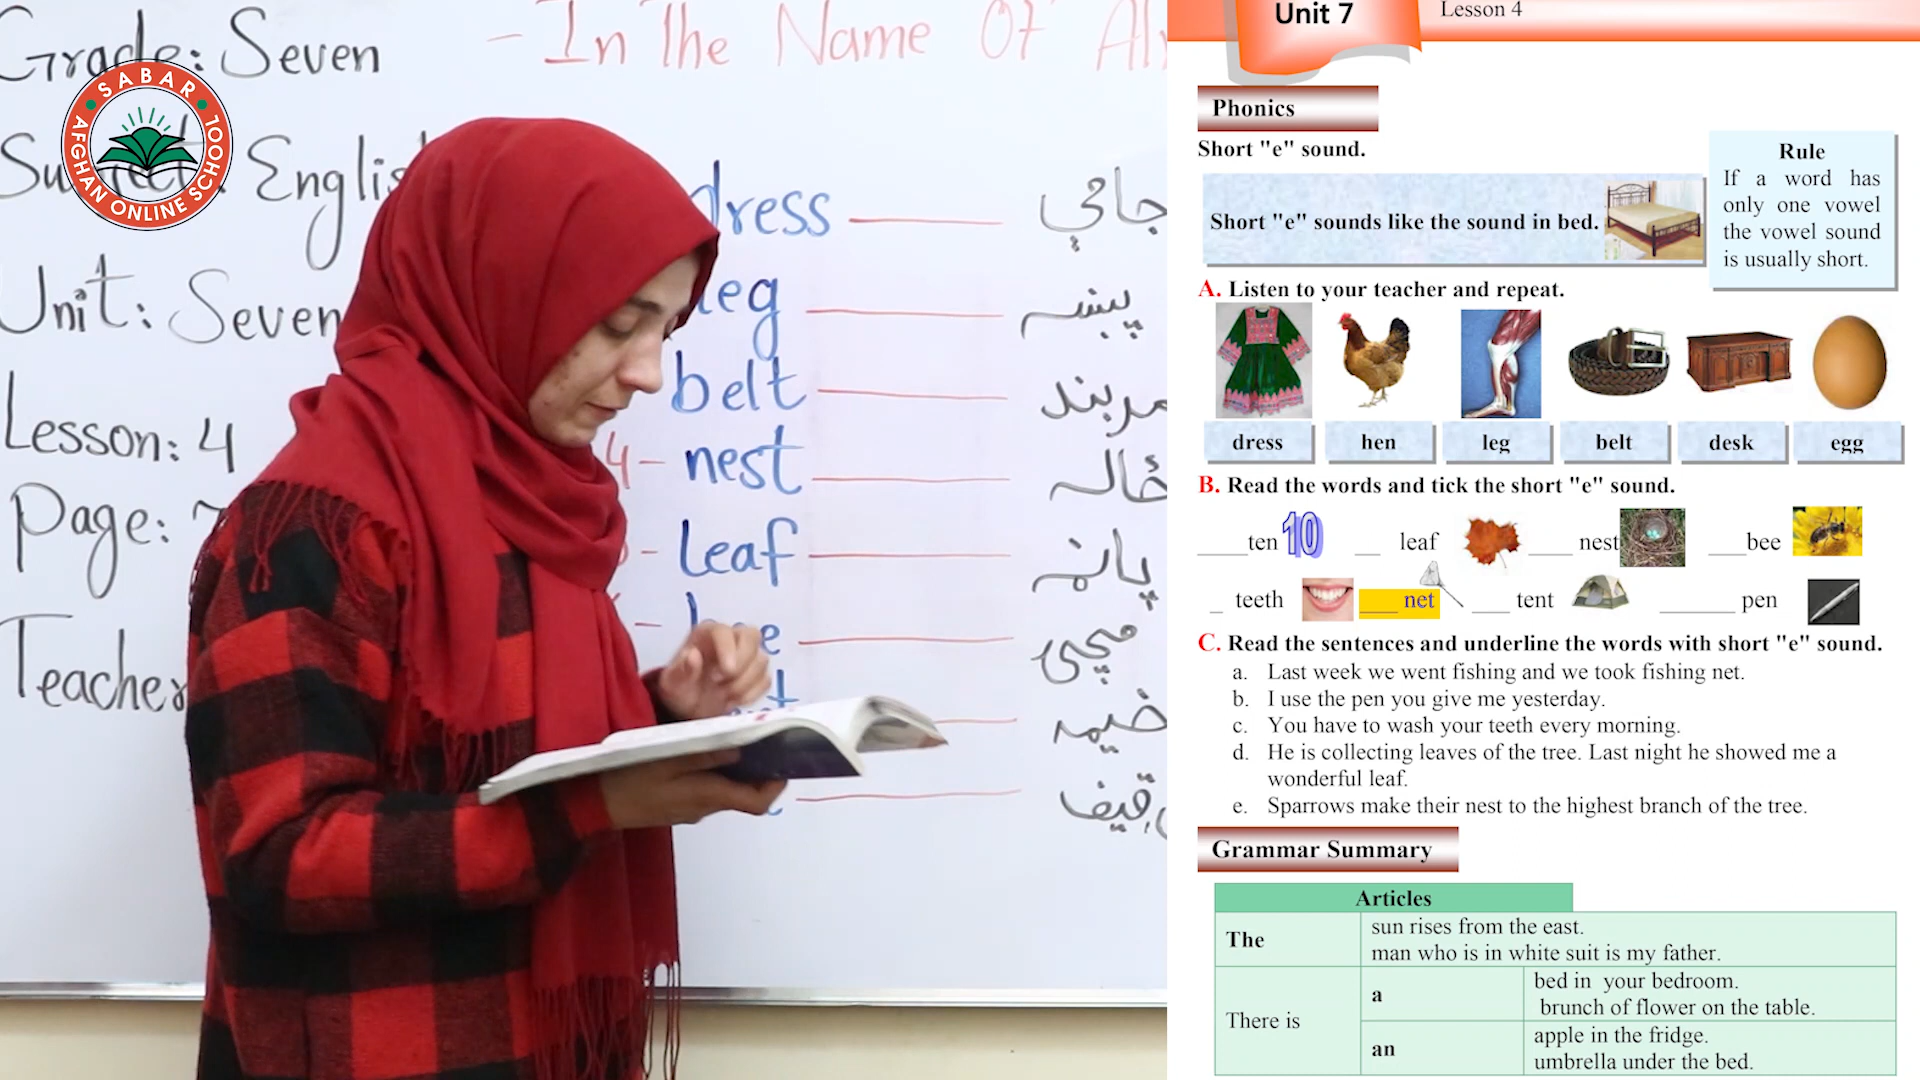 Grade: Seven
- In The Name Of
English
Unit: Seven
Lesson: 4
Page:
Teacher
SABAR
AFGHAN ONLINE SCHOOL
dress
leg
belt
4- nest
leaf
پښه
ځاله
پاڼه
مچۍ
خیمه
Unit 7
Lesson 4
Phonics
Short "e" sound.
Short "e" sounds like the sound in bed.
Rule
If a word has
only one vowel
the vowel sound
is usually short.
A. Listen to your teacher and repeat.
dress hen leg belt desk egg
B. Read the words and tick the short "e" sound.
____ten 10 __ leaf ____ nest ___bee
_ teeth ___ net ___ tent ______ pen
C. Read the sentences and underline the words with short "e" sound.
a. Last week we went fishing and we took fishing net.
b. I use the pen you give me yesterday.
c. You have to wash your teeth every morning.
d. He is collecting leaves of the tree. Last night he showed me a
wonderful leaf.
e. Sparrows make their nest to the highest branch of the tree.
Grammar Summary
Articles
The
sun rises from the east.
man who is in white suit is my father.
There is
a
bed in your bedroom.
brunch of flower on the table.
an
apple in the fridge.
umbrella under the bed.